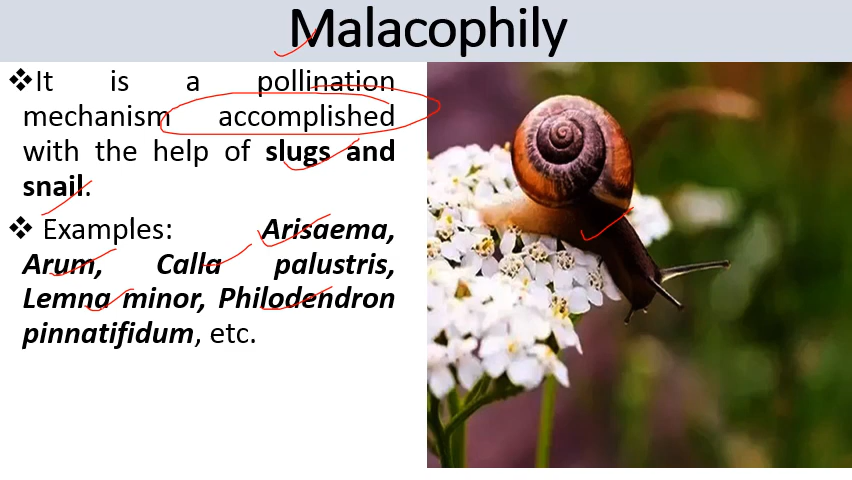 Malacophily
❖It is a pollination
mechanism accomplished
with the help of slugs and
snail.
❖ Examples: Arisaema,
Arum, Calla palustris,
Lemna minor, Philodendron
pinnatifidum, etc.